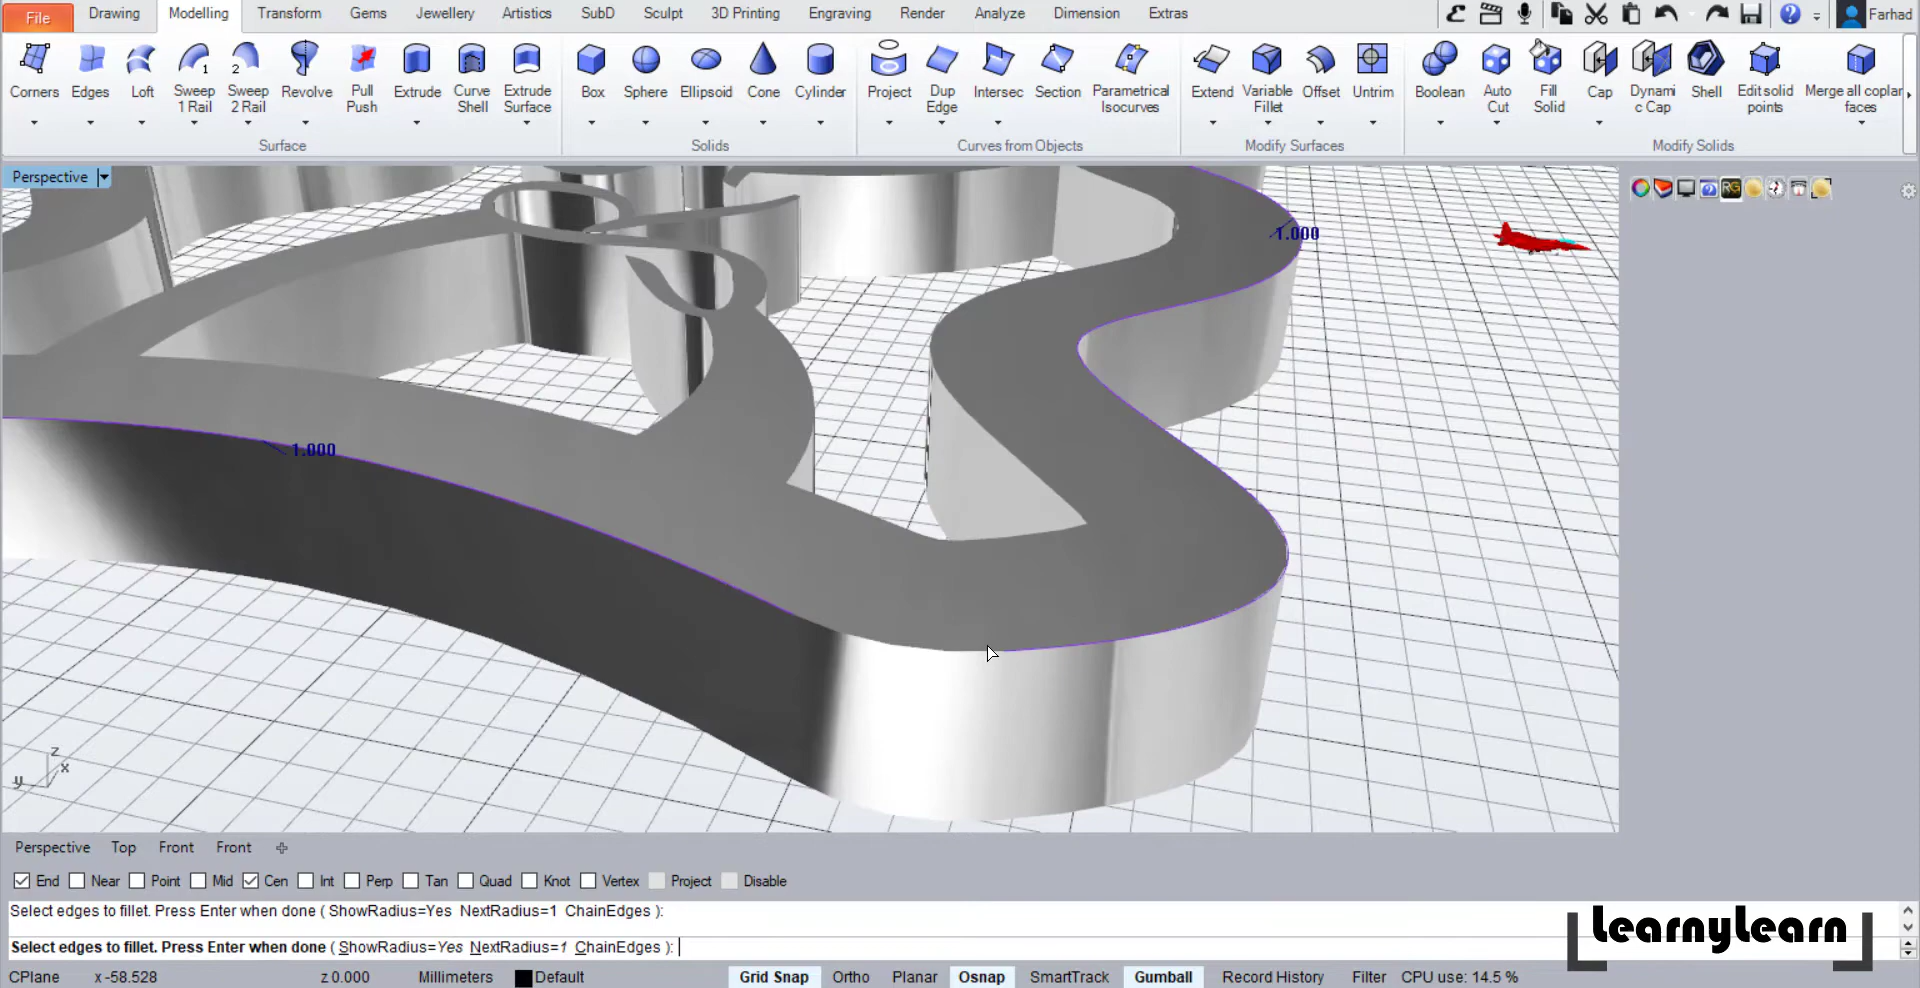 File Drawing Modelling Transform Gems Jewellery Artistics SubD Sculpt 3D Printing Engraving Render Analyze Dimension Extras Farhad
Corners Edges Loft Sweep 1 Rail Sweep 2 Rail Revolve Pull Push Extrude Curve Shell Extrude Surface
Surface
Box Sphere Ellipsoid Cone Cylinder
Solids
Project Dup Edge Intersec Section Parametrical Isocurves
Curves from Objects
Extend Variable Fillet Offset Untrim
Modify Surfaces
Boolean Auto Cut Fill Solid Cap Dynami c Cap Shell Edit solid points Merge all coplar faces
Modify Solids
Perspective
RG
1.000
1.000
z
x
y
Perspective Top Front Front
End Near Point Mid Cen Int Perp Tan Quad Knot Vertex Project Disable
Select edges to fillet. Press Enter when done ( ShowRadius=Yes NextRadius=1 ChainEdges ):
Select edges to fillet. Press Enter when done ( ShowRadius=Yes NextRadius=1 ChainEdges ):
LearnyLearn
CPlane x -58.528 z 0.000 Millimeters Default Grid Snap Ortho Planar Osnap SmartTrack Gumball Record History Filter CPU use: 14.5 %